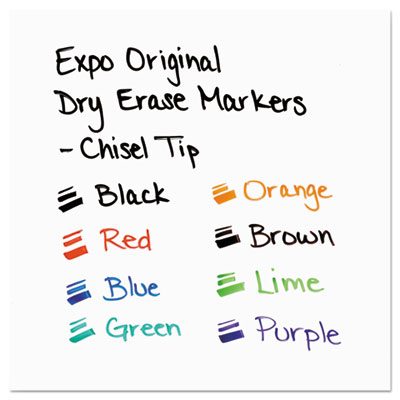 Expo Original
Dry Erase Markers
- Chisel Tip
Black
Red
Blue
Green
Orange
Brown
Lime
Purple